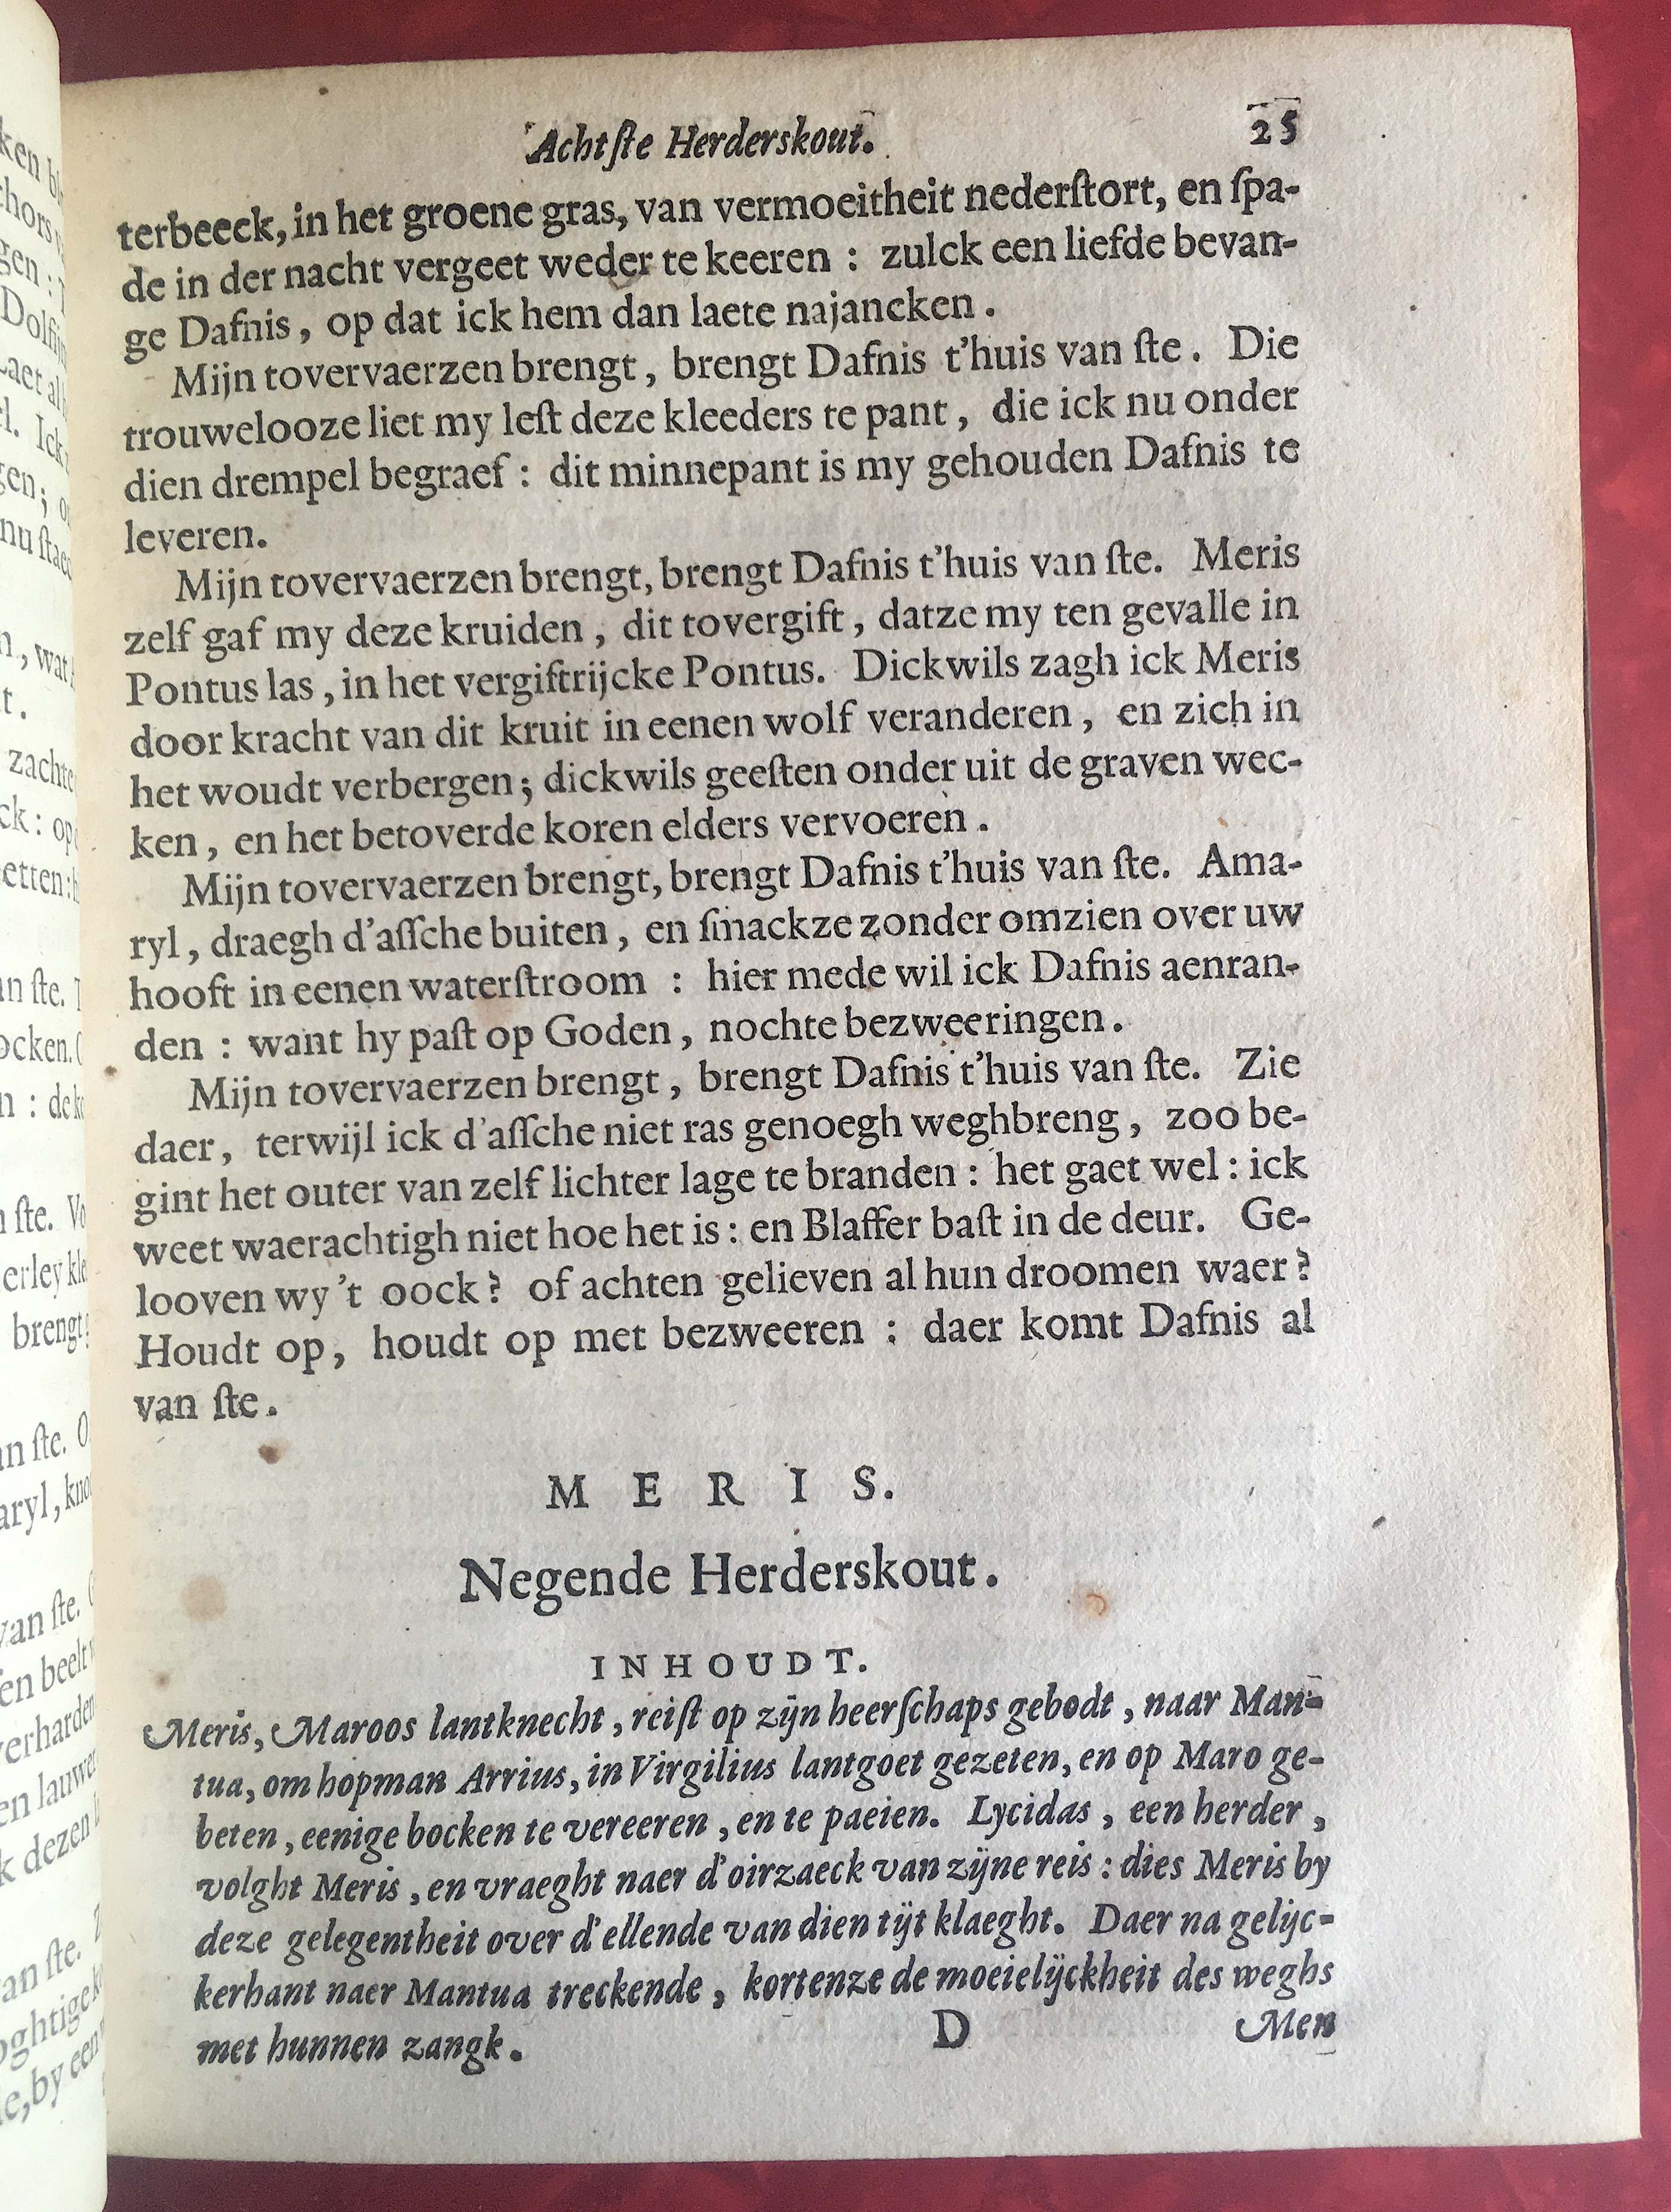 Achtſte Herderskout. 25
terbeeck, in het groene gras, van vermoeitheit nederſtort, en ſpa-
de in der nacht vergeet weder te keeren : zulck een liefde bevan-
ge Dafnis, op dat ick hem dan laete najancken.
Mijn tovervaerzen brengt, brengt Dafnis t'huis van ſte. Die
trouwelooze liet my leſt deze kleeders te pant, die ick nu onder
dien drempel begraef : dit minnepant is my gehouden Dafnis te
leveren.
Mijn tovervaerzen brengt, brengt Dafnis t'huis van ſte. Meris
zelf gaf my deze kruiden, dit tovergift, datze my ten gevalle in
Pontus las, in het vergiftrijcke Pontus. Dickwils zagh ick Meris
door kracht van dit kruit in eenen wolf veranderen, en zich in
het woudt verbergen; dickwils geeſten onder uit de graven wec-
ken, en het betoverde koren elders vervoeren.
Mijn tovervaerzen brengt, brengt Dafnis t'huis van ſte. Ama-
ryl, draegh d'aſſche buiten, en ſmackze zonder omzien over uw
hooft in eenen waterſtroom : hier mede wil ick Dafnis aenran-
den : want hy paſt op Goden, nochte bezweeringen.
Mijn tovervaerzen brengt, brengt Dafnis t'huis van ſte. Zie
daer, terwijl ick d'aſſche niet ras genoegh weghbreng, zoo be-
gint het outer van zelf lichter lage te branden : het gaet wel : ick
weet waerachtigh niet hoe het is : en Blaffer baſt in de deur. Ge-
looven wy 't oock? of achten gelieven al hun droomen waer?
Houdt op, houdt op met bezweeren : daer komt Dafnis al
van ſte.
MERIS.
Negende Herderskout.
INHOUDT.
Meris, Maroos lantknecht, reiſt op zijn heerſchaps gebodt, naar Man-
tua, om hopman Arrius, in Virgilius lantgoet gezeten, en op Maro ge-
beten, eenige bocken te vereeren, en te paeien. Lycidas, een herder,
volght Meris, en vraeght naer d'oirzaeck van zijne reis : dies Meris by
deze gelegentheit over d'ellende van dien tijt klaeght. Daer na gelijc-
kerhant naer Mantua treckende, kortenze de moeielijckheit des weghs
met hunnen zangk.
D Men